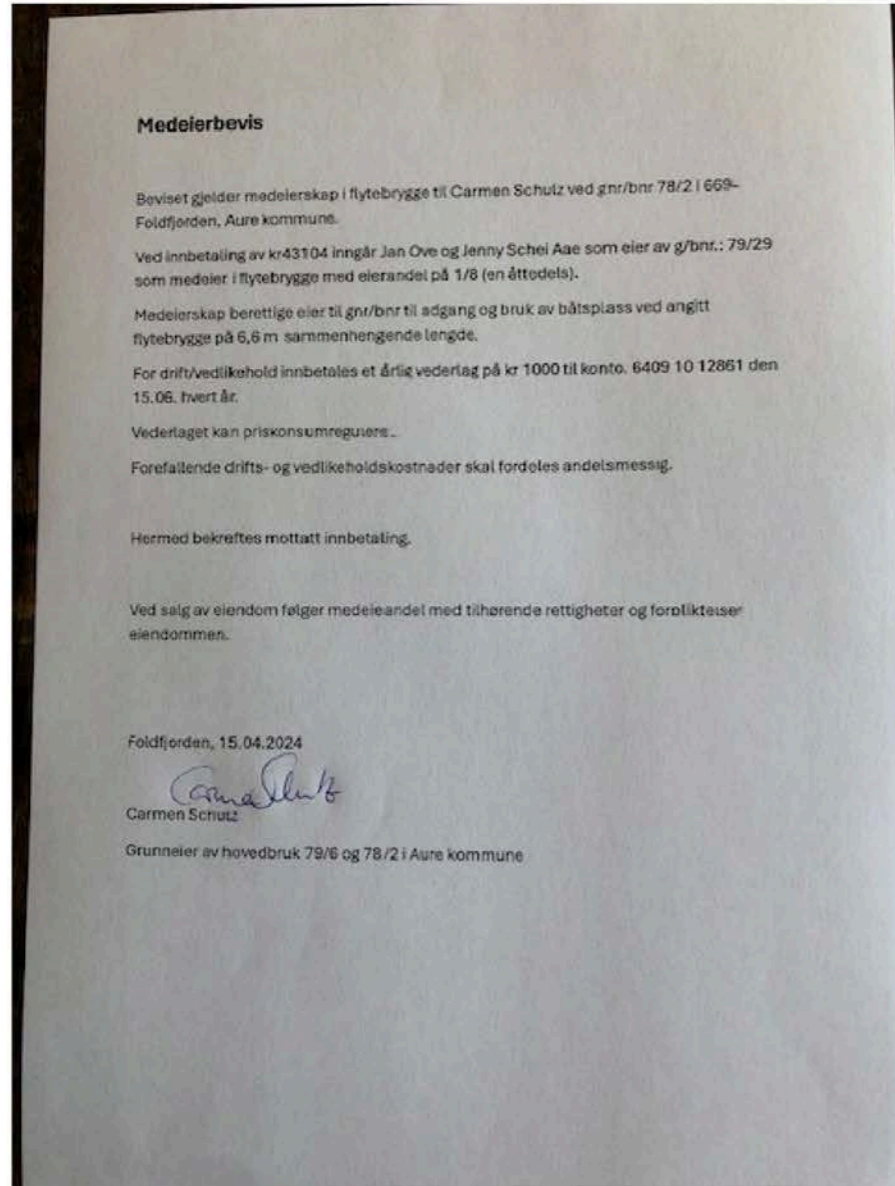 Medeierbevis
Beviset gjelder medeierskap i flytebrygge til Carmen Schulz ved gnr/bnr 78/2 i 669-
Foldfjorden, Aure kommune.
Ved innbetaling av kr43104 inngår Jan Ove og Jenny Schei Aae som eier av g/bnr.: 79/29
som medeier i flytebrygge med eierandel på 1/8 (en åttedels).
Medeierskap berettige eier til gnr/bnr til adgang og bruk av båtsplass ved angitt
flytebrygge på 6,6 m sammenhengende lengde.
For drift/vedlikehold innbetales et årlig vederlag på kr 1000 til konto. 6409 10 12861 den
15.06. hvert år.
Vederlaget kan priskonsumregulere..
Forefallende drifts- og vedlikeholdskostnader skal fordeles andelsmessig.
Hermed bekreftes mottatt innbetaling.
Ved salg av eiendom følger medeieandel med tilhørende rettigheter og forpliktelser
eiendommen.
Foldfjorden, 15.04.2024
Carmen Schulz
Carmen Schulz
Grunneier av hovedbruk 79/6 og 78/2 i Aure kommune